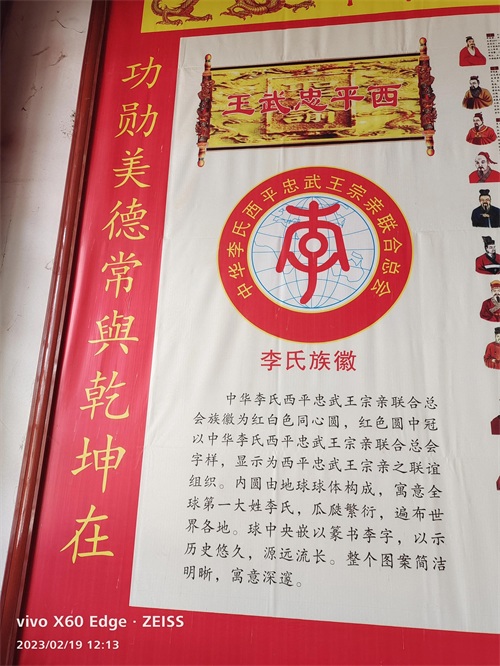 功勋美德常與乾坤在
西平忠武王
中华李氏西平忠武王宗亲联合总会
李
李氏族徽
中华李氏西平忠武王宗亲联合总
会族徽为红白色同心圆，红色圆中冠
以中华李氏西平忠武王宗亲联合总会
字样，显示为西平忠武王宗亲之联谊
组织。内圆由地球球体构成，寓意全
球第一大姓李氏，瓜瓞繁衍，遍布世
界各地。球中央嵌以篆书李字，以示
历史悠久，源远流长。整个图案简洁
明晰，寓意深邃。
vivo X60 Edge · ZEISS
2023/02/19 12:13